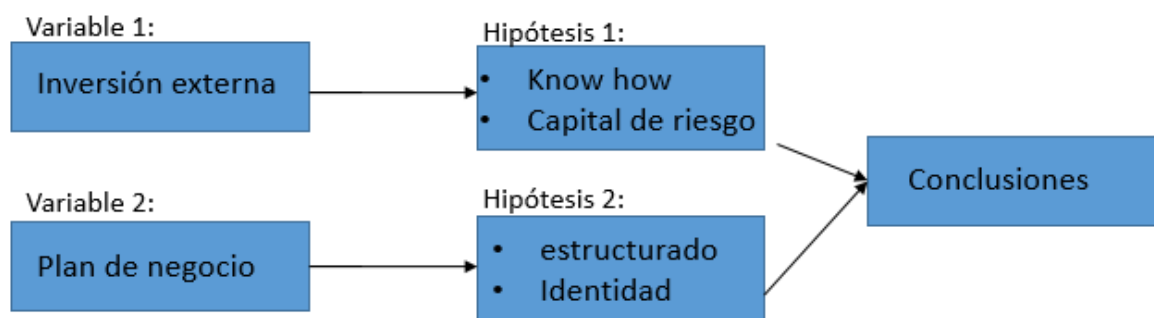 Variable 1:
Inversión externa
Hipótesis 1:
• Know how
• Capital de riesgo
Conclusiones
Variable 2:
Plan de negocio
Hipótesis 2:
• estructurado
• Identidad